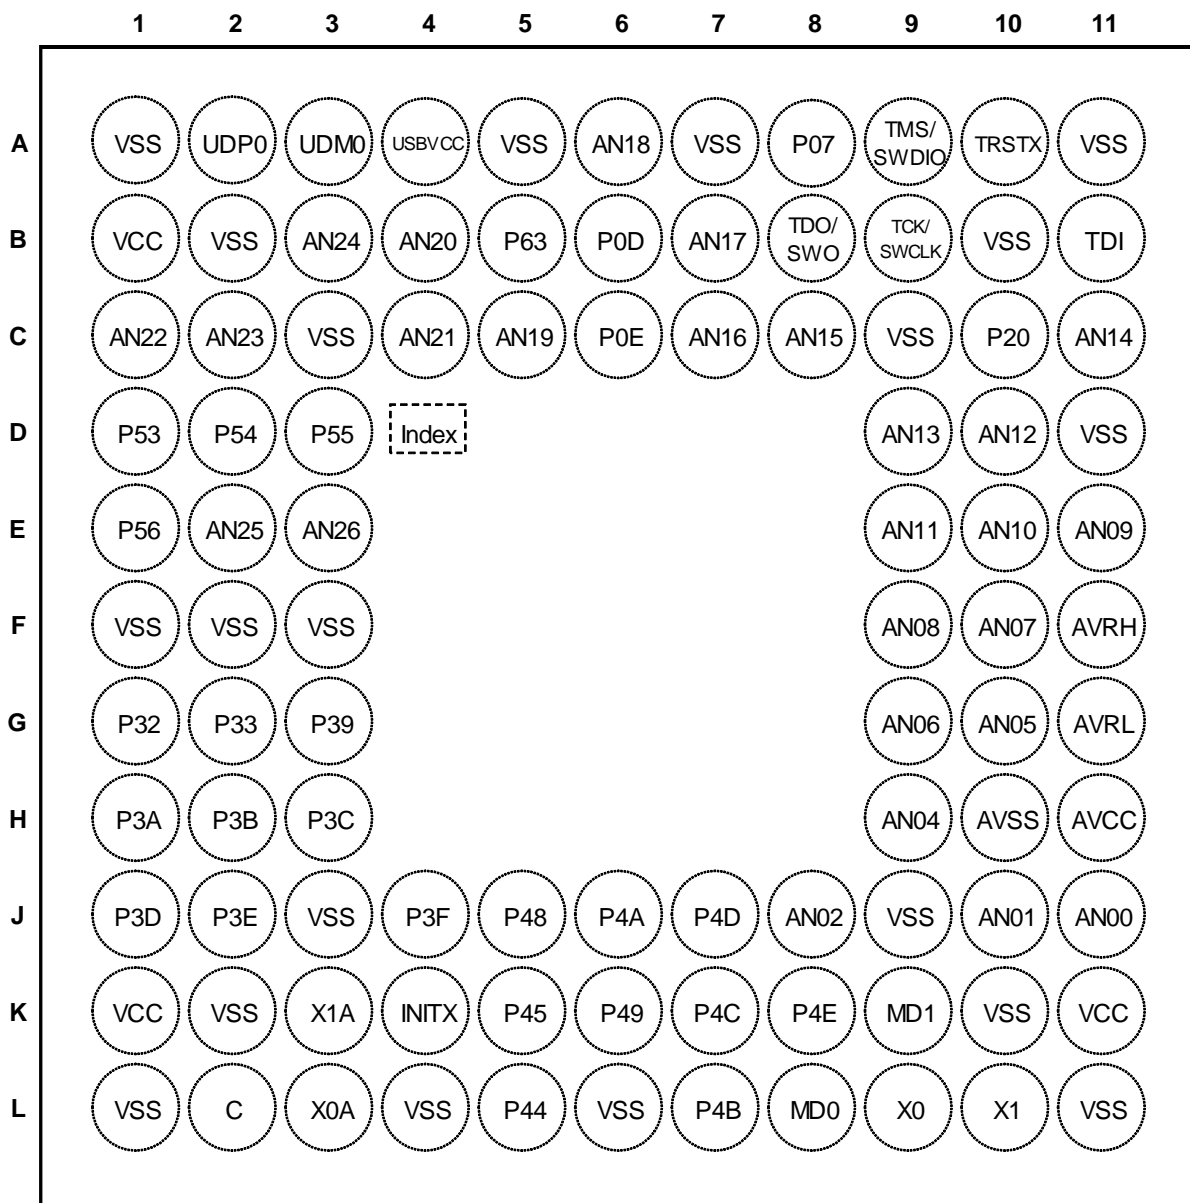 1 2 3 4 5 6 7 8 9 10 11
A VSS UDP0 UDM0 USBVCC VSS AN18 VSS P07 TMS/ SWDIO TRSTX VSS
B VCC VSS AN24 AN20 P63 P0D AN17 TDO/ SWO TCK/ SWCLK VSS TDI
C AN22 AN23 VSS AN21 AN19 P0E AN16 AN15 VSS P20 AN14
D P53 P54 P55 Index AN13 AN12 VSS
E P56 AN25 AN26 AN11 AN10 AN09
F VSS VSS VSS AN08 AN07 AVRH
G P32 P33 P39 AN06 AN05 AVRL
H P3A P3B P3C AN04 AVSS AVCC
J P3D P3E VSS P3F P48 P4A P4D AN02 VSS AN01 AN00
K VCC VSS X1A INITX P45 P49 P4C P4E MD1 VSS VCC
L VSS C X0A VSS P44 VSS P4B MD0 X0 X1 VSS